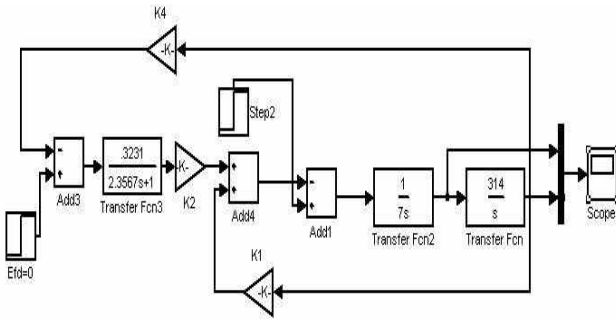 K4
-K-
Step2
.3231
2.3567s+1
Transfer Fcn3
Add3
-K-
K2
Add4
Add1
1
7s
Transfer Fcn2
314
s
Transfer Fcn
Scope
Efd=0
K1
-K-